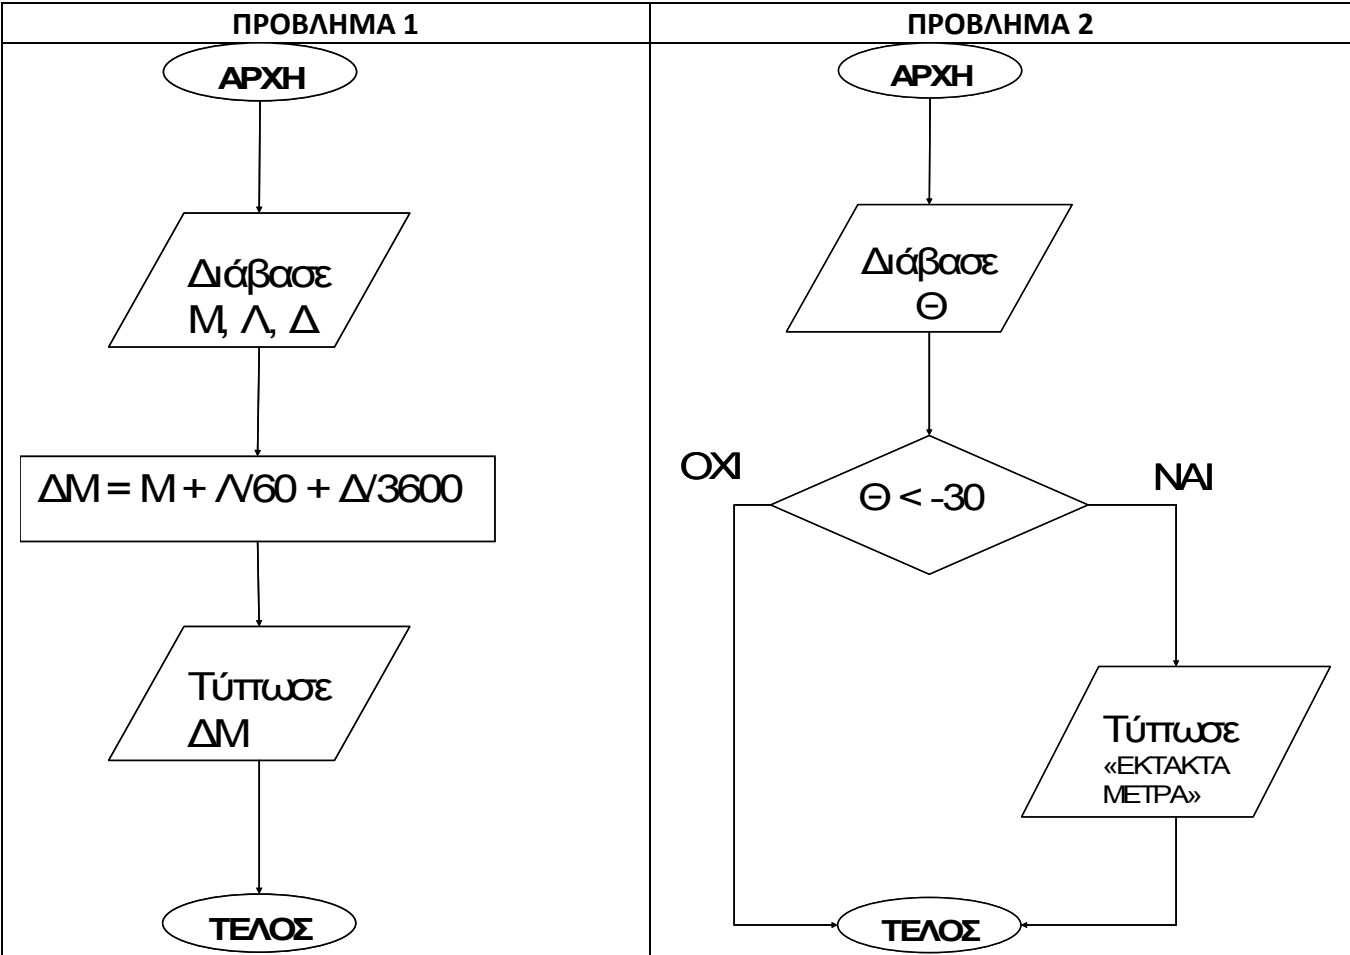 ΠΡΟΒΛΗΜΑ 1
ΑΡΧΗ
Διάβασε
Μ, Λ, Δ
ΔΜ = Μ + Λ/60 + Δ/3600
Τύπωσε
ΔΜ
ΤΕΛΟΣ
ΠΡΟΒΛΗΜΑ 2
ΑΡΧΗ
Διάβασε
Θ
ΟΧΙ
Θ < -30
ΝΑΙ
Τύπωσε
«ΕΚΤΑΚΤΑ
ΜΕΤΡΑ»
ΤΕΛΟΣ